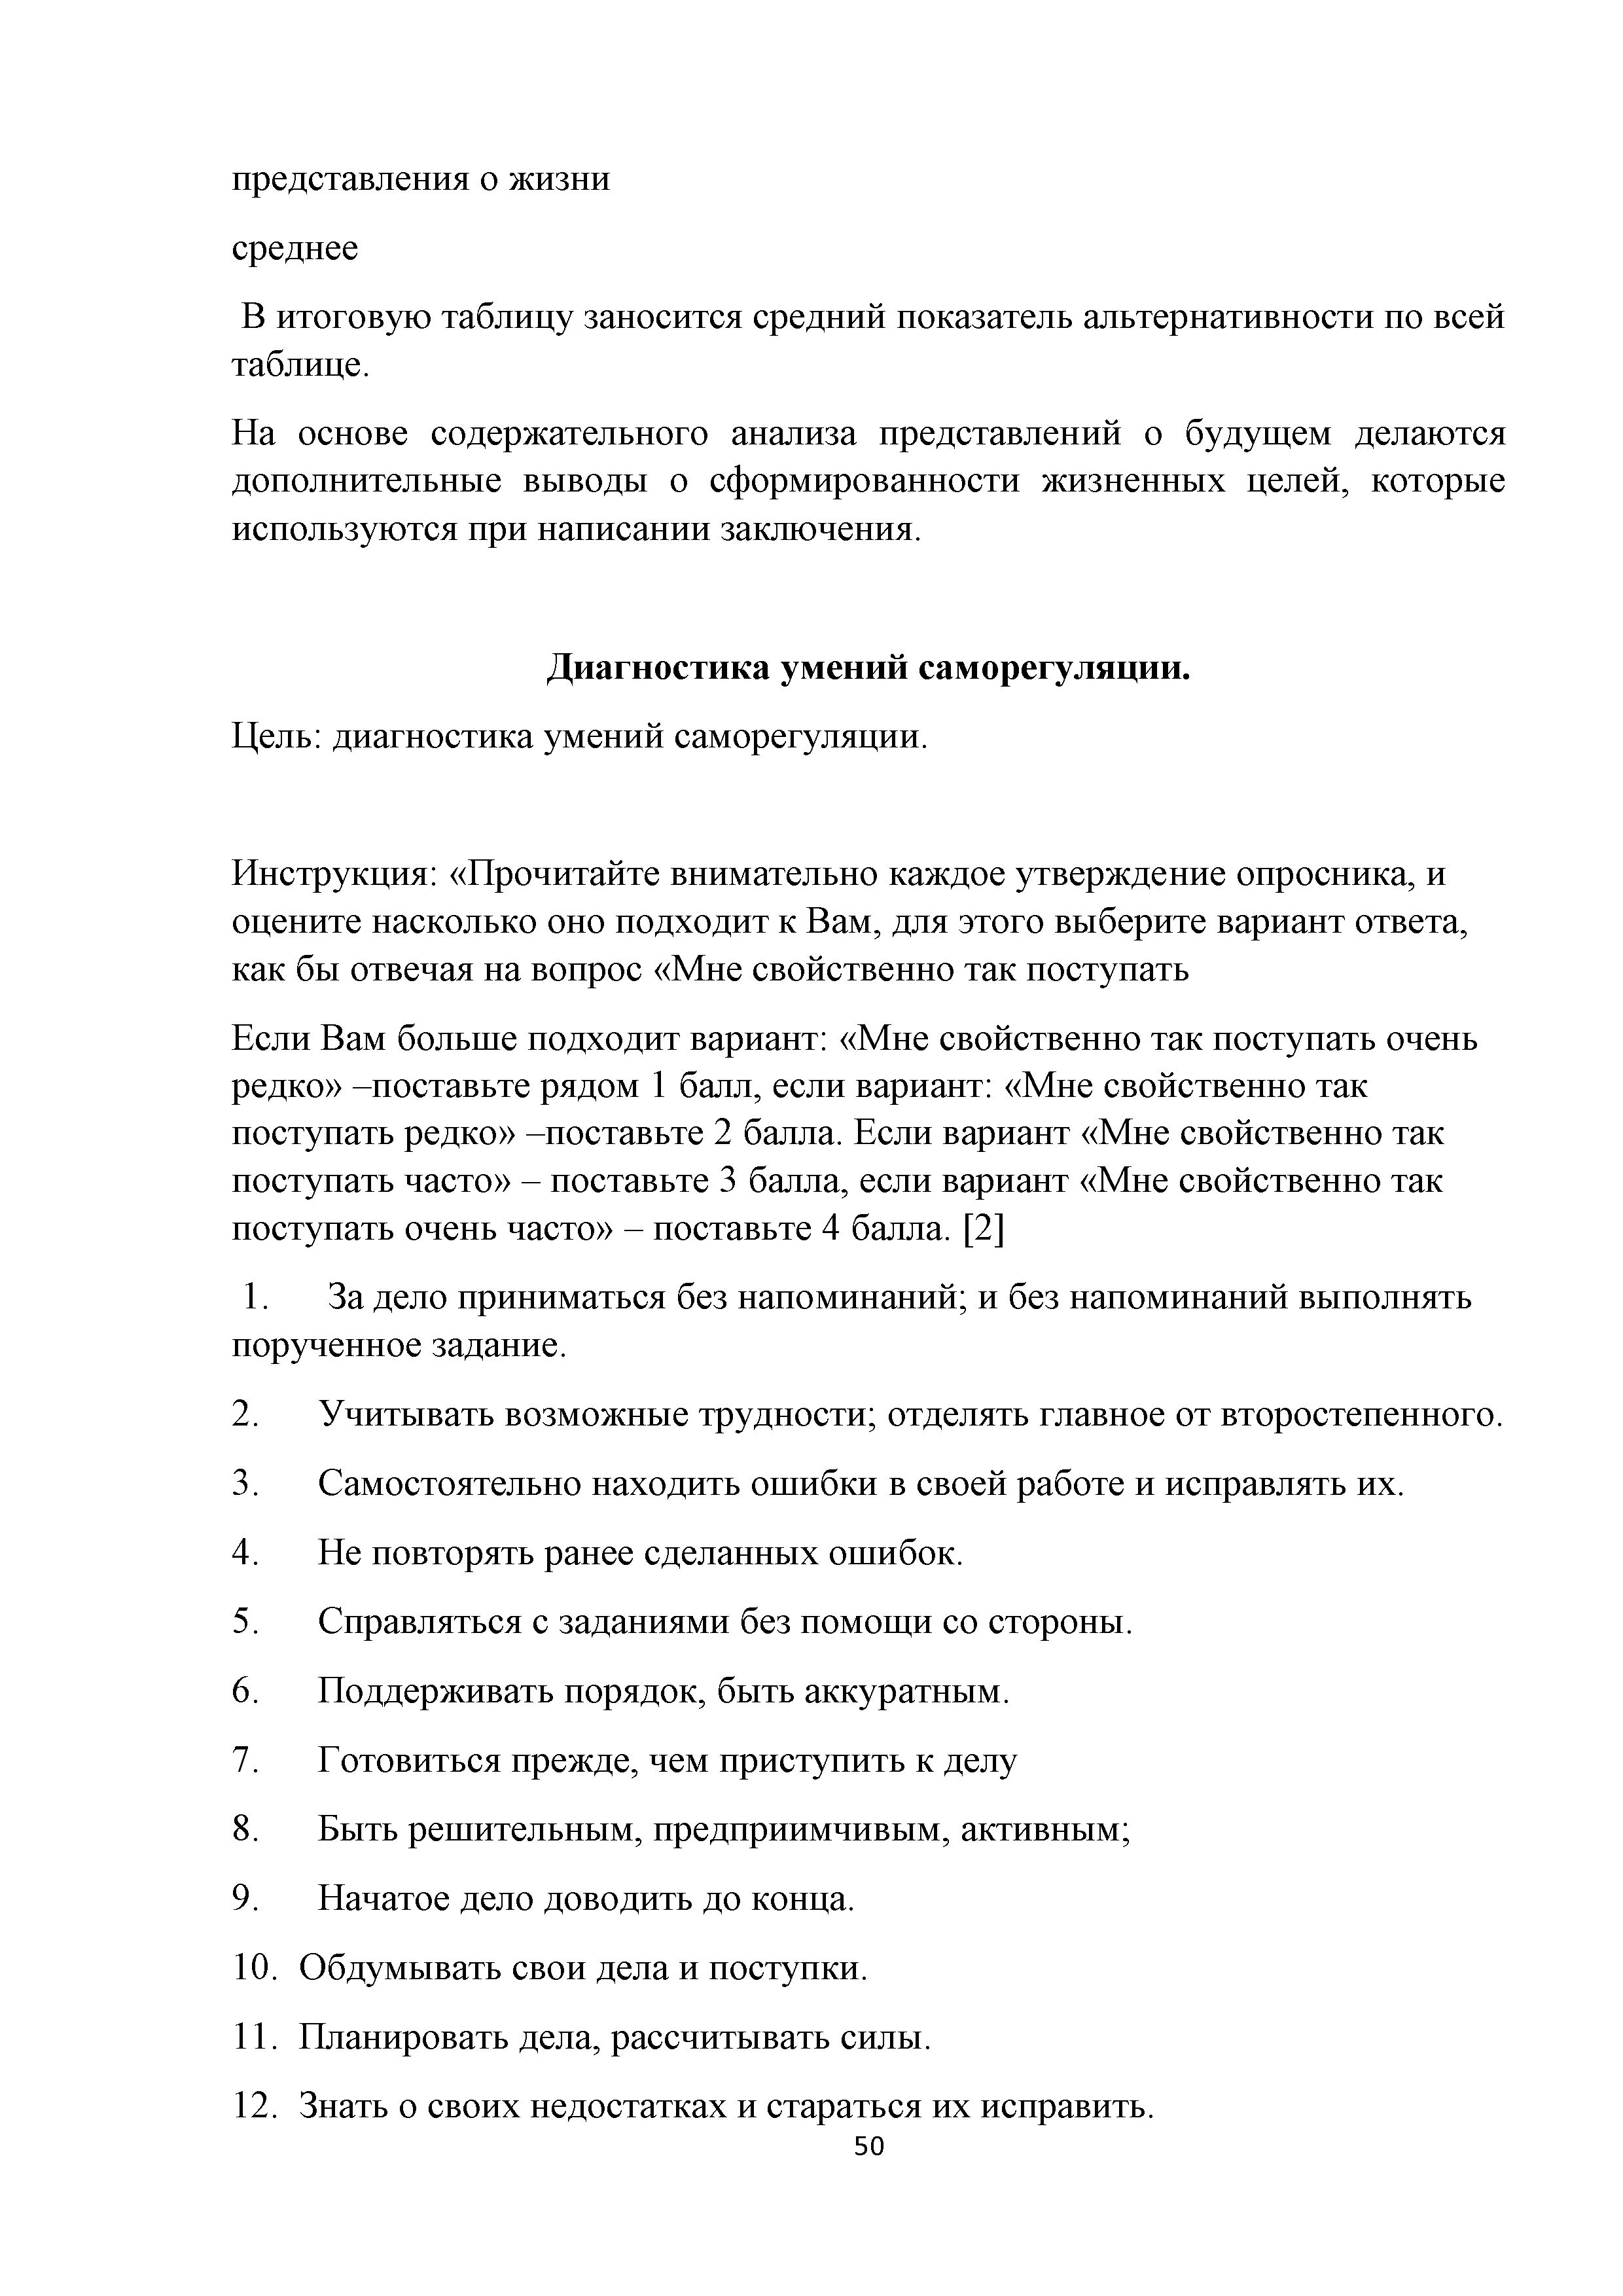 представления о жизни
среднее
В итоговую таблицу заносится средний показатель альтернативности по всей
таблице.
На основе содержательного анализа представлений о будущем делаются
дополнительные выводы о сформированности жизненных целей, которые
используются при написании заключения.
Диагностика умений саморегуляции.
Цель: диагностика умений саморегуляции.
Инструкция: «Прочитайте внимательно каждое утверждение опросника, и
оцените насколько оно подходит к Вам, для этого выберите вариант ответа,
как бы отвечая на вопрос «Мне свойственно так поступать
Если Вам больше подходит вариант: «Мне свойственно так поступать очень
редко» –поставьте рядом 1 балл, если вариант: «Мне свойственно так
поступать редко» –поставьте 2 балла. Если вариант «Мне свойственно так
поступать часто» – поставьте 3 балла, если вариант «Мне свойственно так
поступать очень часто» – поставьте 4 балла. [2]
1. За дело приниматься без напоминаний; и без напоминаний выполнять
порученное задание.
2. Учитывать возможные трудности; отделять главное от второстепенного.
3. Самостоятельно находить ошибки в своей работе и исправлять их.
4. Не повторять ранее сделанных ошибок.
5. Справляться с заданиями без помощи со стороны.
6. Поддерживать порядок, быть аккуратным.
7. Готовиться прежде, чем приступить к делу
8. Быть решительным, предприимчивым, активным;
9. Начатое дело доводить до конца.
10. Обдумывать свои дела и поступки.
11. Планировать дела, рассчитывать силы.
12. Знать о своих недостатках и стараться их исправить.
50